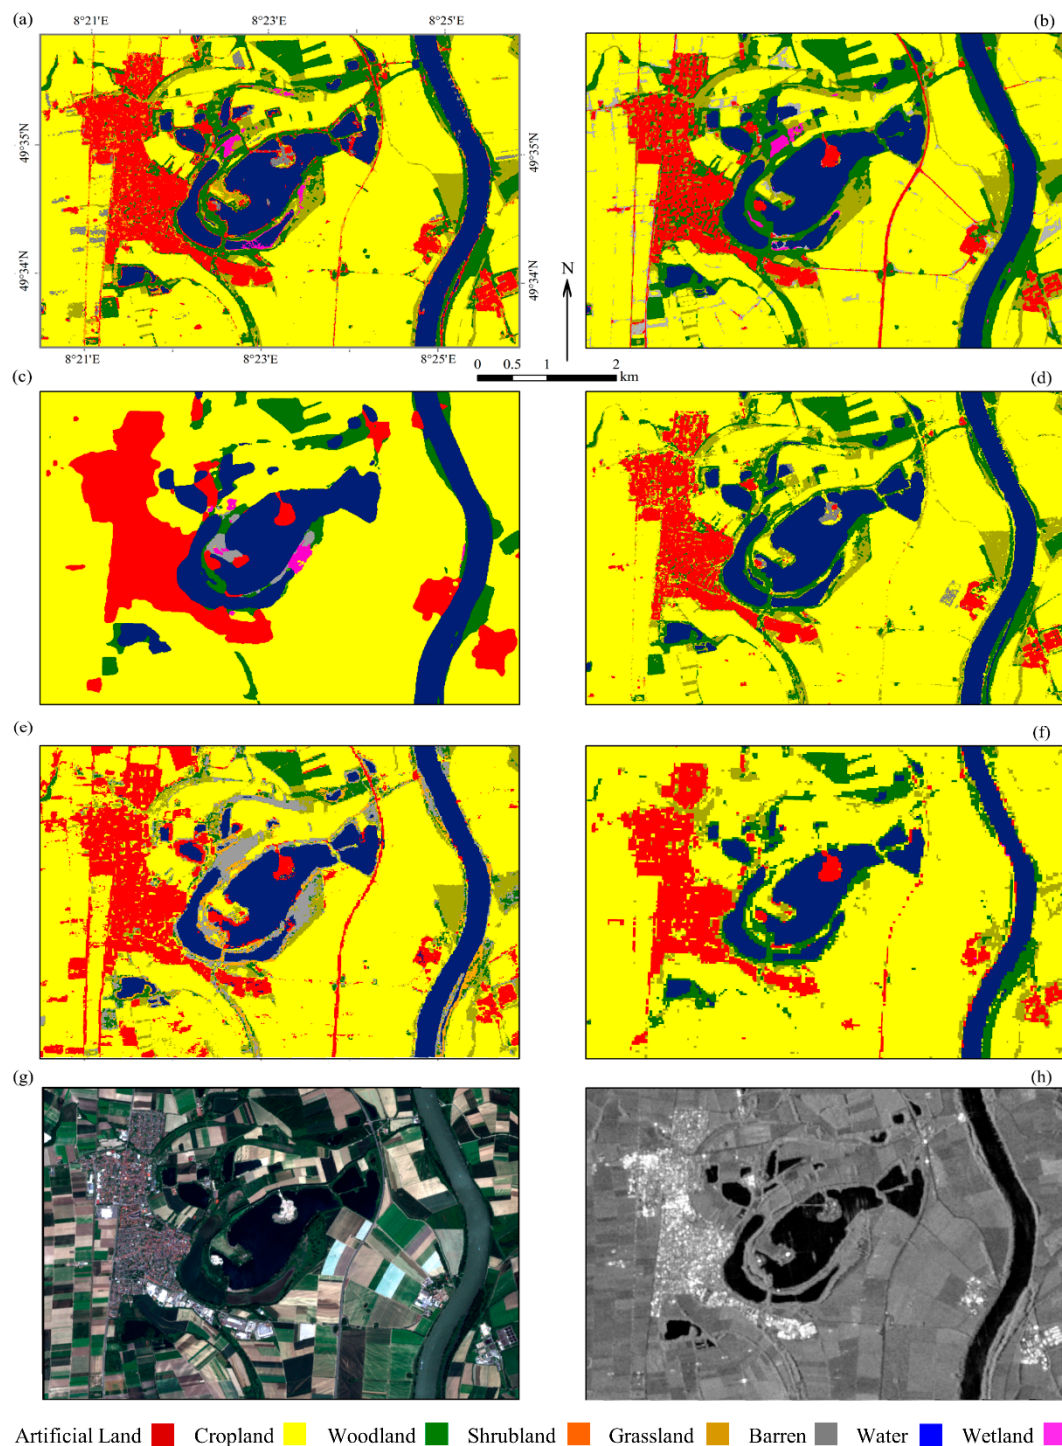 (a)
8°21'E
8°23'E
8°25'E
(b)
49°35'N
49°35'N
49°34'N
49°34'N
8°21'E
8°23'E
8°25'E
N
0 0.5 1 2
km
(c)
(d)
(e)
(f)
(g)
(h)
Artificial Land Cropland Woodland Shrubland Grassland Barren Water Wetland